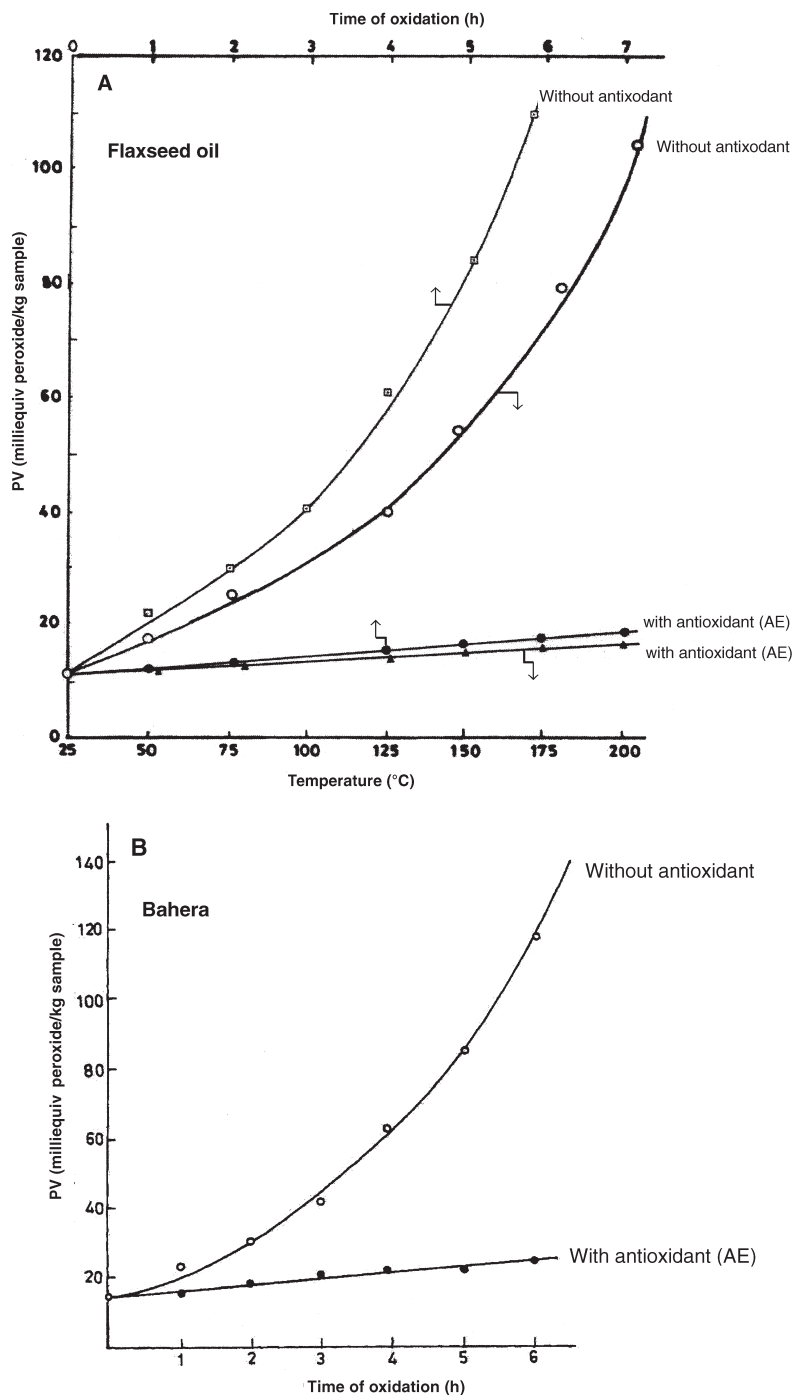 Time of oxidation (h)
0 1 2 3 4 5 6 7
120
A
Without antixodant
Flaxseed oil
Without antixodant
100
80
60
40
20
0
PV (milliequiv peroxide/kg sample)
with antioxidant (AE)
with antioxidant (AE)
25 50 75 100 125 150 175 200
Temperature (°C)
B
140
Without antioxidant
Bahera
120
100
80
60
40
20
PV (milliequiv peroxide/kg sample)
With antioxidant (AE)
1 2 3 4 5 6
Time of oxidation (h)